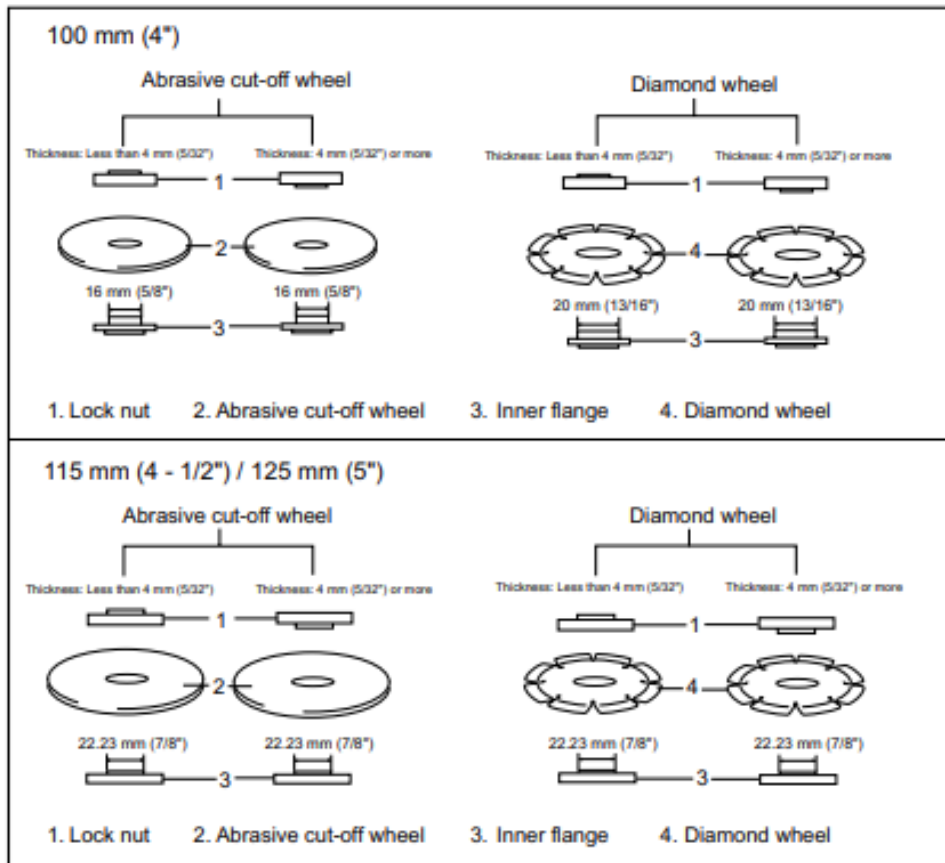 100 mm (4")
Abrasive cut-off wheel
Diamond wheel
Thickness: Less than 4 mm (5/32")
Thickness: 4 mm (5/32") or more
Thickness: Less than 4 mm (5/32")
Thickness: 4 mm (5/32") or more
1
1
2
4
16 mm (5/8")
16 mm (5/8")
20 mm (13/16")
20 mm (13/16")
3
3
1. Lock nut 2. Abrasive cut-off wheel 3. Inner flange 4. Diamond wheel
115 mm (4 - 1/2") / 125 mm (5")
Abrasive cut-off wheel
Diamond wheel
Thickness: Less than 4 mm (5/32")
Thickness: 4 mm (5/32") or more
Thickness: Less than 4 mm (5/32")
Thickness: 4 mm (5/32") or more
1
1
2
4
22.23 mm (7/8")
22.23 mm (7/8")
22.23 mm (7/8")
22.23 mm (7/8")
3
3
1. Lock nut 2. Abrasive cut-off wheel 3. Inner flange 4. Diamond wheel